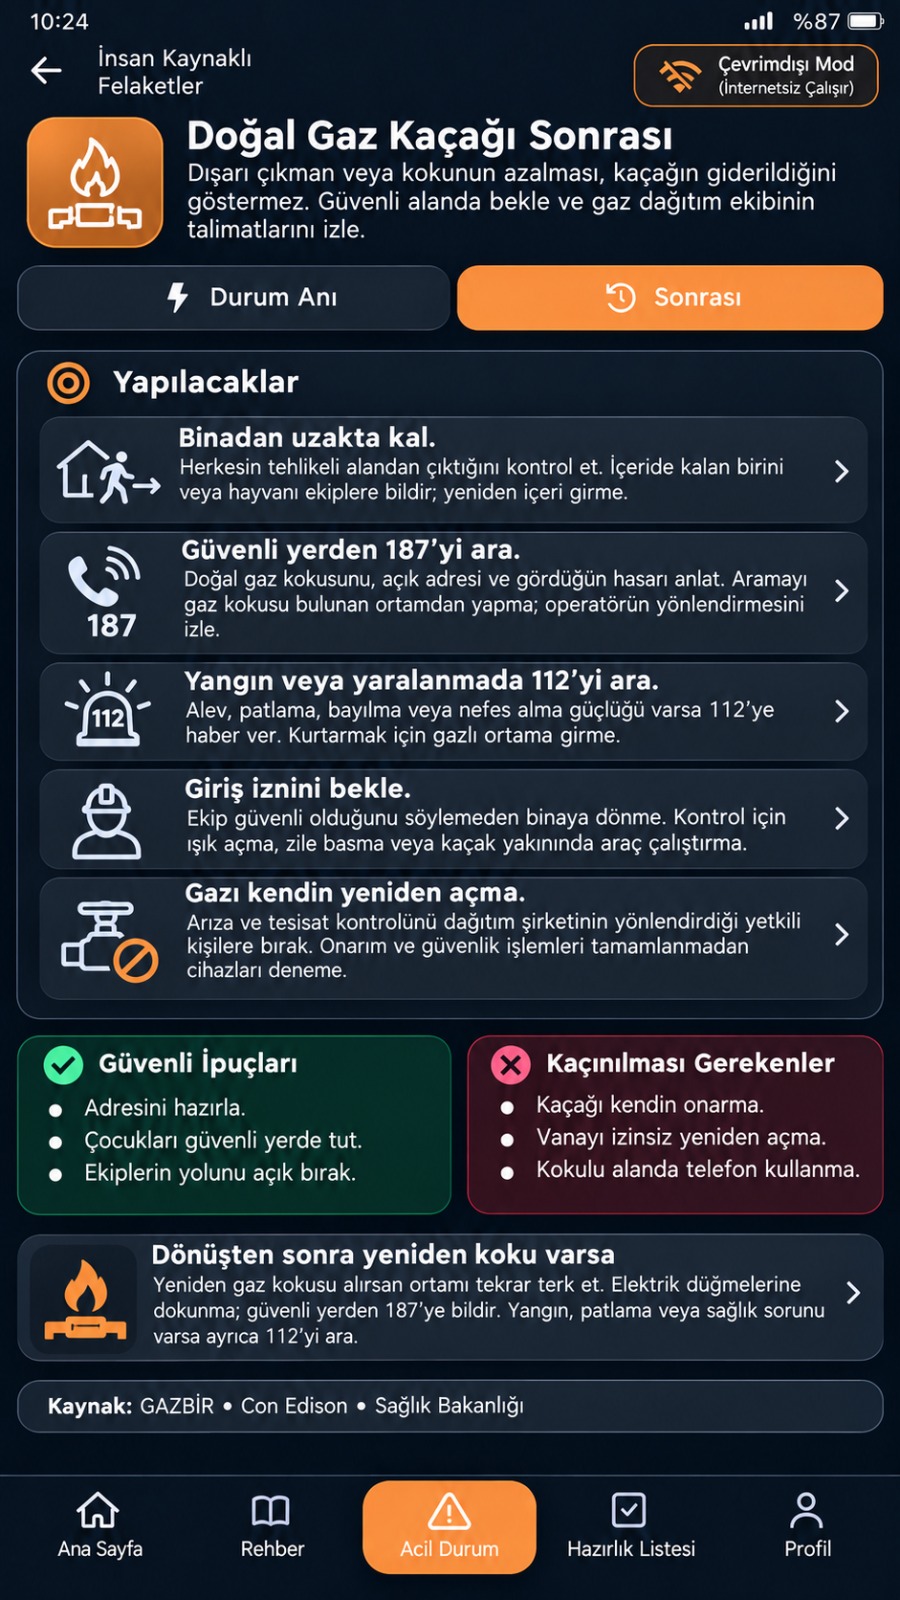 10:24
%87
İnsan Kaynaklı
Felaketler
Çevrimdışı Mod
(İnternetsiz Çalışır)
Doğal Gaz Kaçağı Sonrası
Dışarı çıkman veya kokunun azalması, kaçağın giderildiğini
göstermez. Güvenli alanda bekle ve gaz dağıtım ekibinin
talimatlarını izle.
Durum Anı
Sonrası
Yapılacaklar
Binadan uzakta kal.
Herkesin tehlikeli alandan çıktığını kontrol et. İçeride kalan birini
veya hayvanı ekiplere bildir; yeniden içeri girme.
Güvenli yerden 187’yi ara.
Doğal gaz kokusunu, açık adresi ve gördüğün hasarı anlat. Aramayı
gaz kokusu bulunan ortamdan yapma; operatörün yönlendirmesini
izle.
187
Yangın veya yaralanmada 112’yi ara.
Alev, patlama, bayılma veya nefes alma güçlüğü varsa 112’ye
haber ver. Kurtarmak için gazlı ortama girme.
112
Giriş iznini bekle.
Ekip güvenli olduğunu söylemeden binaya dönme. Kontrol için
ışık açma, zile basma veya kaçak yakınında araç çalıştırma.
Gazı kendin yeniden açma.
Arıza ve tesisat kontrolünü dağıtım şirketinin yönlendirdiği yetkili
kişilere bırak. Onarım ve güvenlik işlemleri tamamlanmadan
cihazları deneme.
Güvenli İpuçları
● Adresini hazırla.
● Çocukları güvenli yerde tut.
● Ekiplerin yolunu açık bırak.
Kaçınılması Gerekenler
● Kaçağı kendin onarma.
● Vanayı izinsiz yeniden açma.
● Kokulu alanda telefon kullanma.
Dönüşten sonra yeniden koku varsa
Yeniden gaz kokusu alırsan ortamı tekrar terk et. Elektrik düğmelerine
dokunma; güvenli yerden 187’ye bildir. Yangın, patlama veya sağlık sorunu
varsa ayrıca 112’yi ara.
Kaynak: GAZBİR • Con Edison • Sağlık Bakanlığı
Ana Sayfa
Rehber
Acil Durum
Hazırlık Listesi
Profil